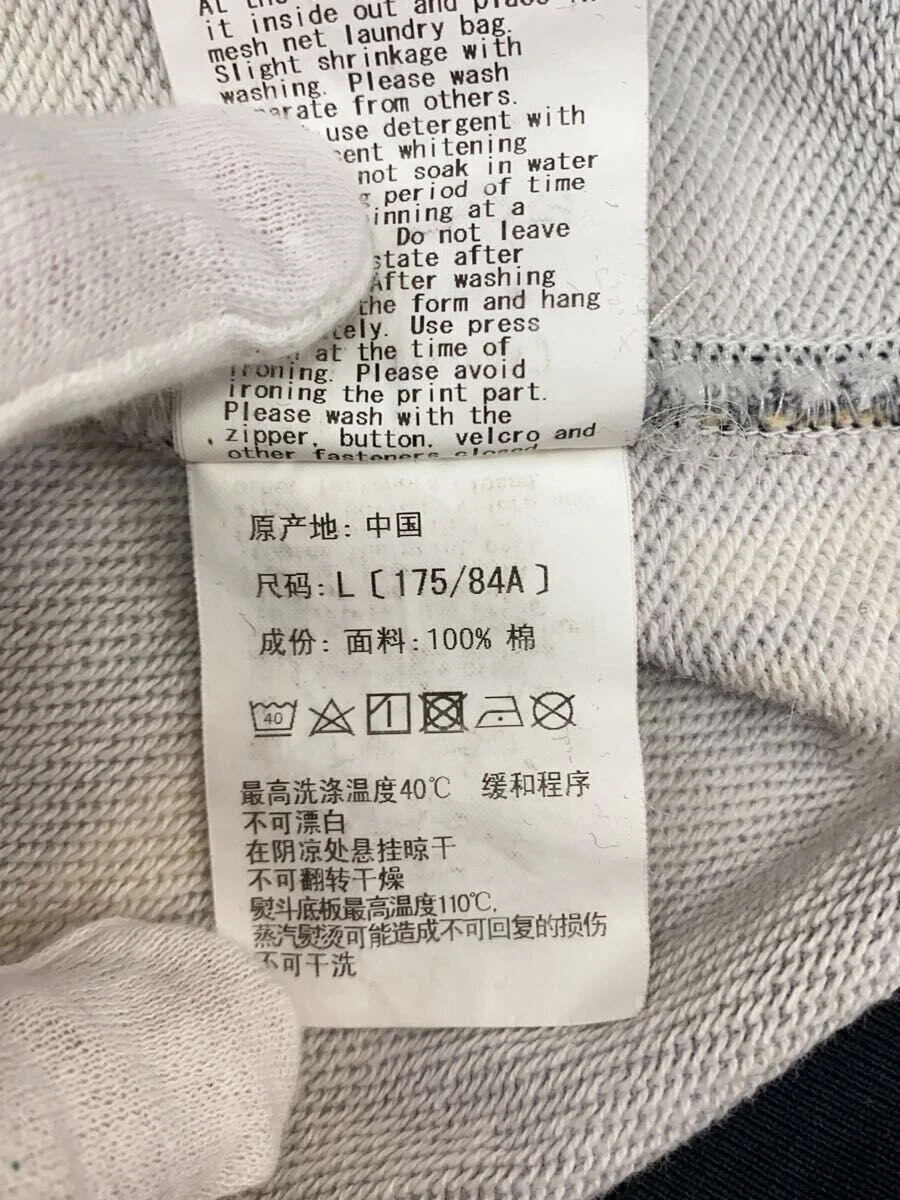 it inside out and place in
mesh net laundry bag.
Slight shrinkage with
washing. Please wash
from others.
use detergent with
whitening
not soak in water
period of time
at a
Do not leave
state after
After washing
the form and hang
Use press
at the time of
ironing. Please avoid
ironing the print part.
Please wash with the
zipper, button, velcro and
other fasteners closed
原产地: 中国
尺码: L〔175/84A〕
成份: 面料: 100% 棉
40
最高洗涤温度40℃ 缓和程序
不可漂白
在阴凉处悬挂晾干
不可翻转干燥
熨斗底板最高温度110℃.
蒸汽熨烫可能造成不可回复的损伤
不可干洗